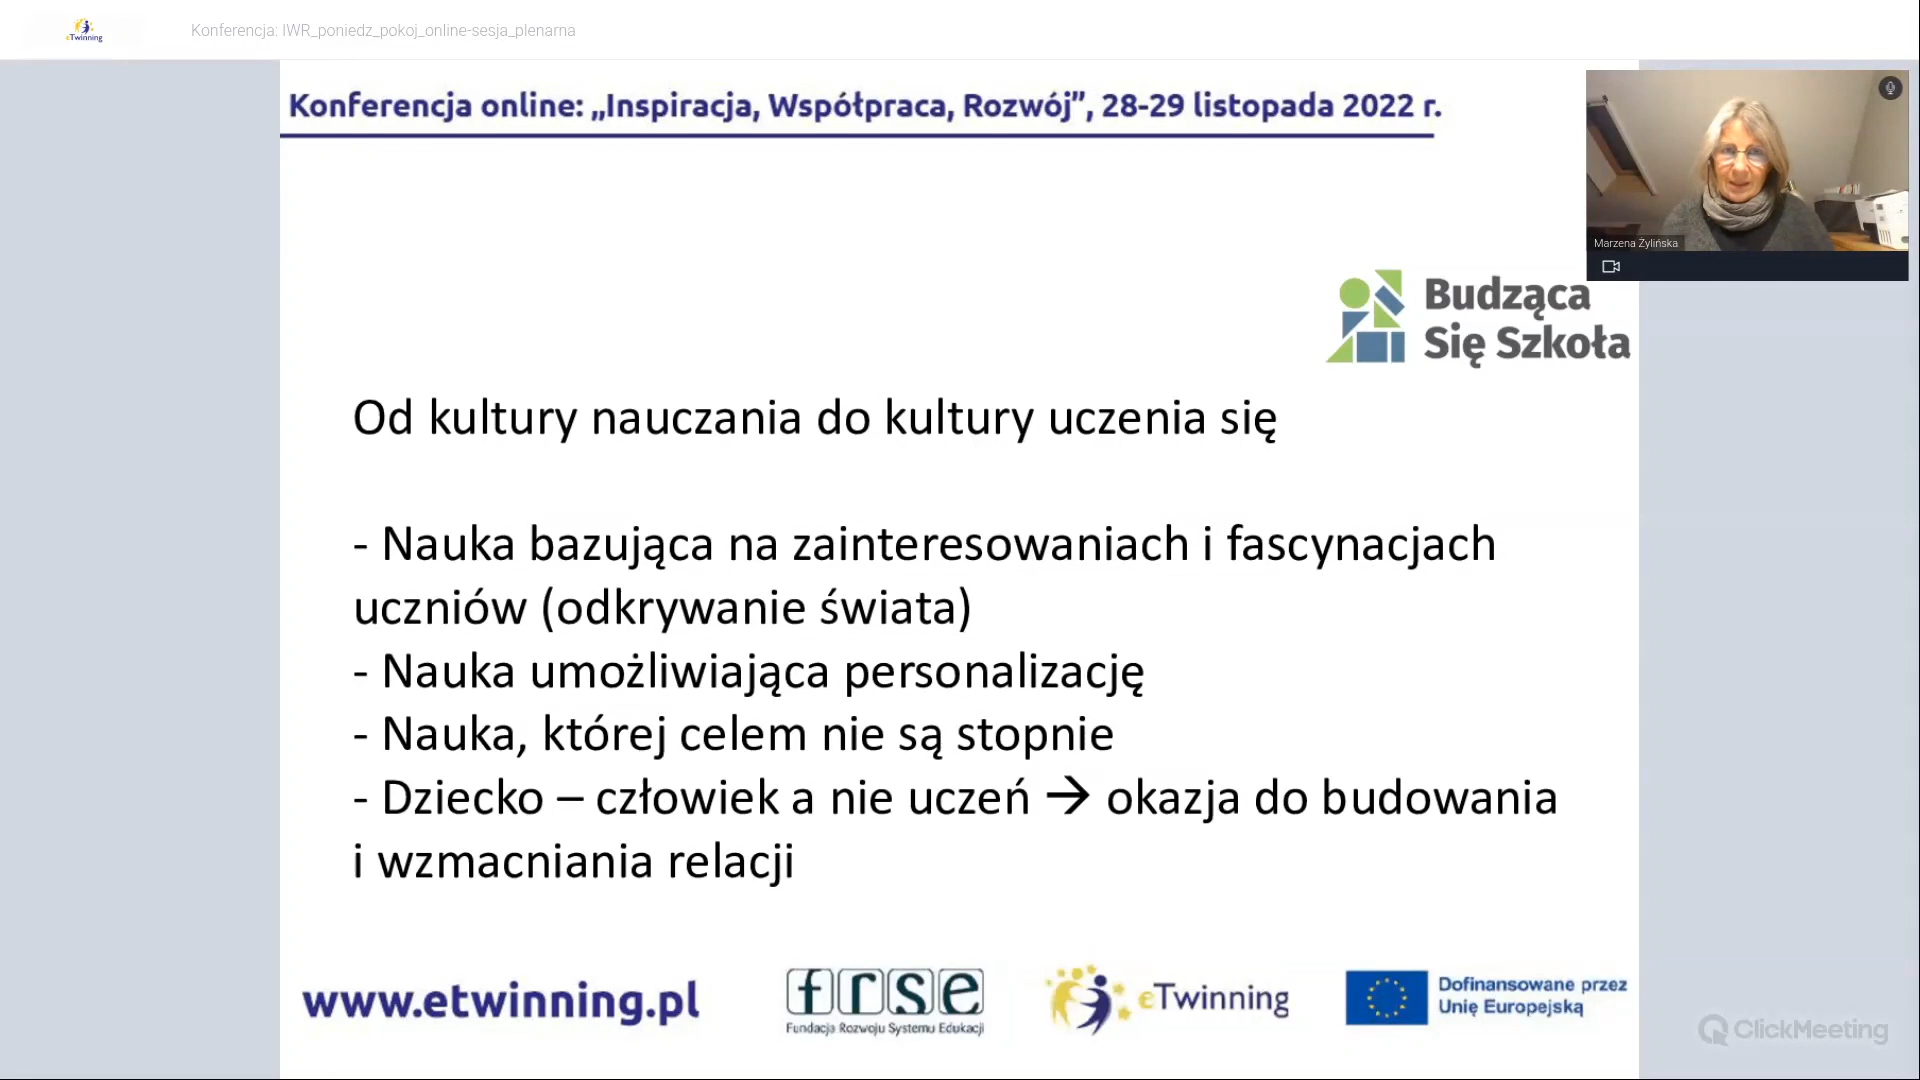 eTwinning
Konferencja: IWR_poniedz_pokoj_online-sesja_plenarna
Konferencja online: „Inspiracja, Współpraca, Rozwój”, 28-29 listopada 2022 r.
Marzena Żylińska
Budząca
Się Szkoła
Od kultury nauczania do kultury uczenia się
- Nauka bazująca na zainteresowaniach i fascynacjach
uczniów (odkrywanie świata)
- Nauka umożliwiająca personalizację
- Nauka, której celem nie są stopnie
- Dziecko – człowiek a nie uczeń → okazja do budowania
i wzmacniania relacji
www.etwinning.pl
frse
Fundacja Rozwoju Systemu Edukacji
eTwinning
Dofinansowane przez
Unię Europejską
ClickMeeting